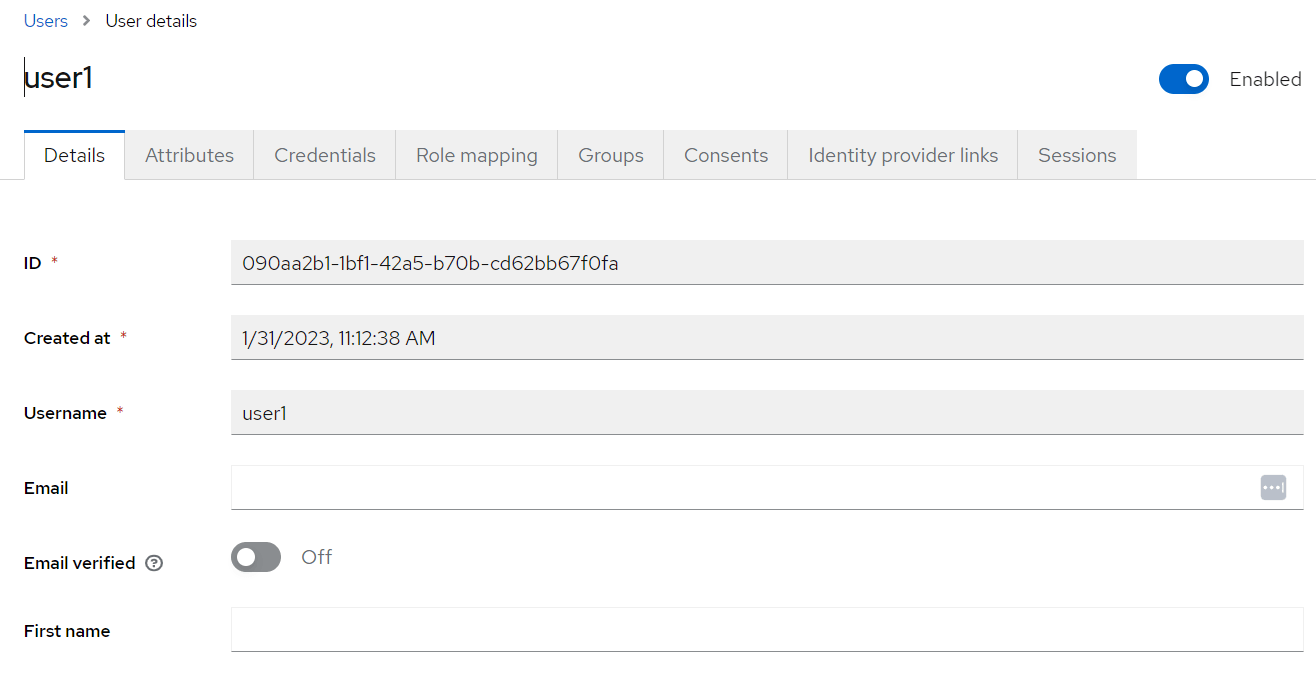 Users > User details
user1
Enabled
Details Attributes Credentials Role mapping Groups Consents Identity provider links Sessions
ID * 090aa2b1-1bf1-42a5-b70b-cd62bb67f0fa
Created at * 1/31/2023, 11:12:38 AM
Username * user1
Email
Email verified ? Off
First name